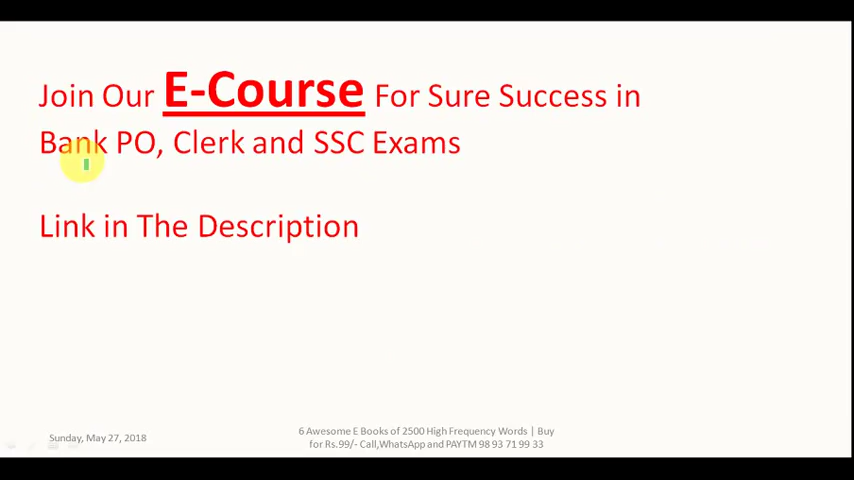 Join Our E-Course For Sure Success in
Bank PO, Clerk and SSC Exams
Link in The Description
Sunday, May 27, 2018
6 Awesome E Books of 2500 High Frequency Words | Buy
for Rs.99/- Call,WhatsApp and PAYTM 98 93 71 99 33